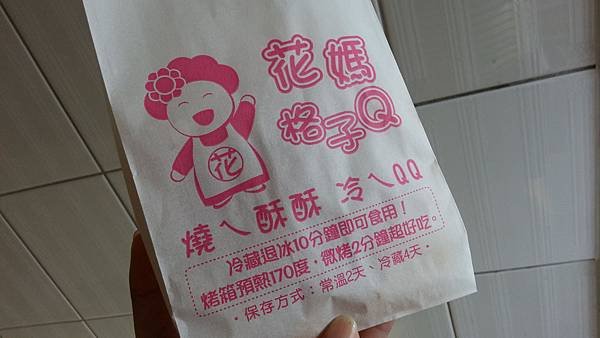 花媽
格子Q
花
燒ㄟ酥酥 冷ㄟQQ
冷藏退冰10分鐘即可食用！
烤箱預熱170度，微烤2分鐘超好吃。
·保存方式：常溫2天、冷藏4天·